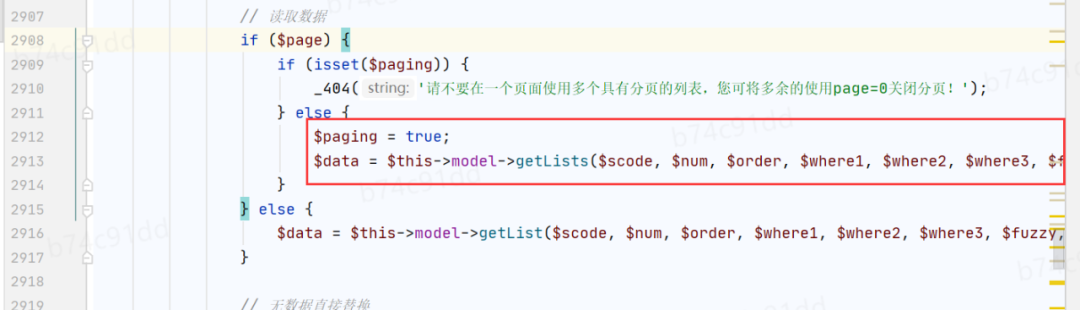 2907 // 读取数据
2908 if ($page) {
2909 if (isset($paging)) {
2910 _404( string: '请不要在一个页面使用多个具有分页的列表，您可将多余的使用page=0关闭分页！');
2911 } else {
2912 $paging = true;
2913 $data = $this->model->getLists($scode, $num, $order, $where1, $where2, $where3, $f
2914 }
2915 } else {
2916 $data = $this->model->getList($scode, $num, $order, $where1, $where2, $where3, $fuzzy,
2917 }
2918
2919 // 无数据直接替换
b74c91dd
b74c91dd
b74c91dd
b74c91dd